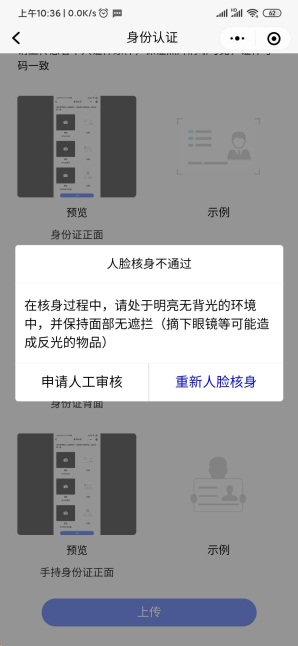 上午10:36 | 0.0K/s
62
身份认证
码一致
预览
示例
身份证正面
人脸核身不通过
在核身过程中，请处于明亮无背光的环境
中，并保持面部无遮拦（摘下眼镜等可能造
成反光的物品）
申请人工审核
重新人脸核身
身份证背面
预览
示例
手持身份证正面
上传